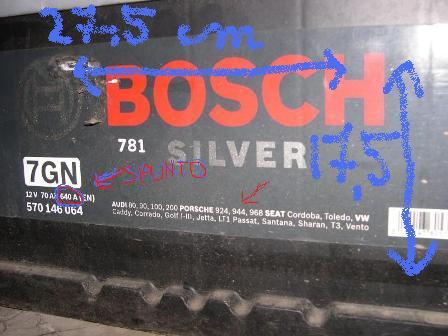 27,5 cm
BOSCH
781 SILVER
17,5
7GN
SPUNTO
12V 70 A 640 A (EN)
570 146 064
AUDI 80, 90, 100, 200 PORSCHE 924, 944, 968 SEAT Cordoba, Toledo, VW
Caddy, Corrado, Golf I-III, Jetta, LT1 Passat, Santana, Sharan, T3, Vento